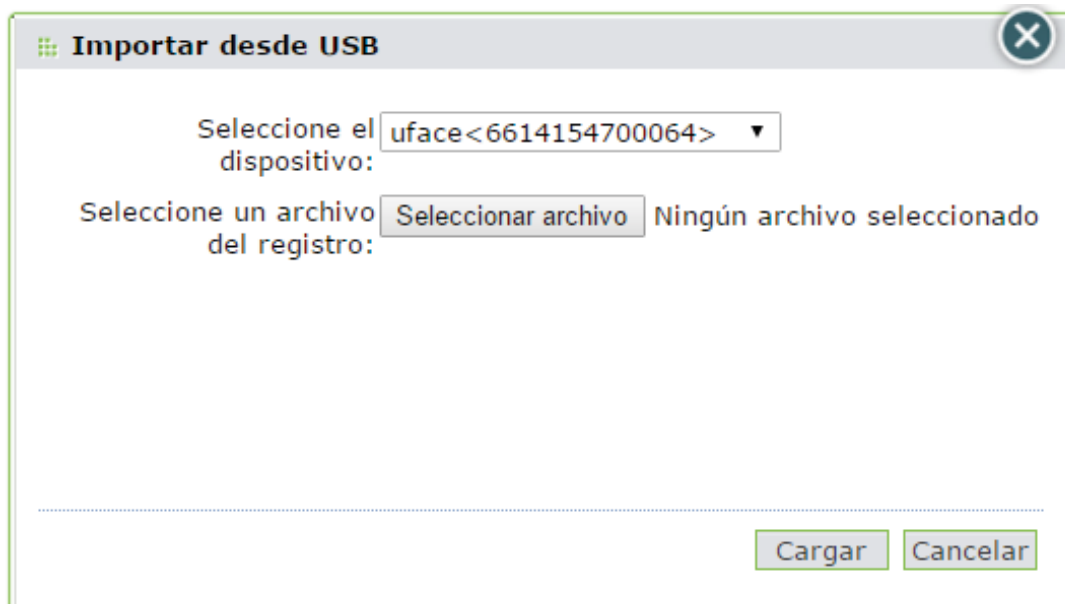 Importar desde USB
Seleccione el dispositivo: uface<6614154700064>
Seleccione un archivo del registro: Seleccionar archivo Ningún archivo seleccionado
Cargar Cancelar